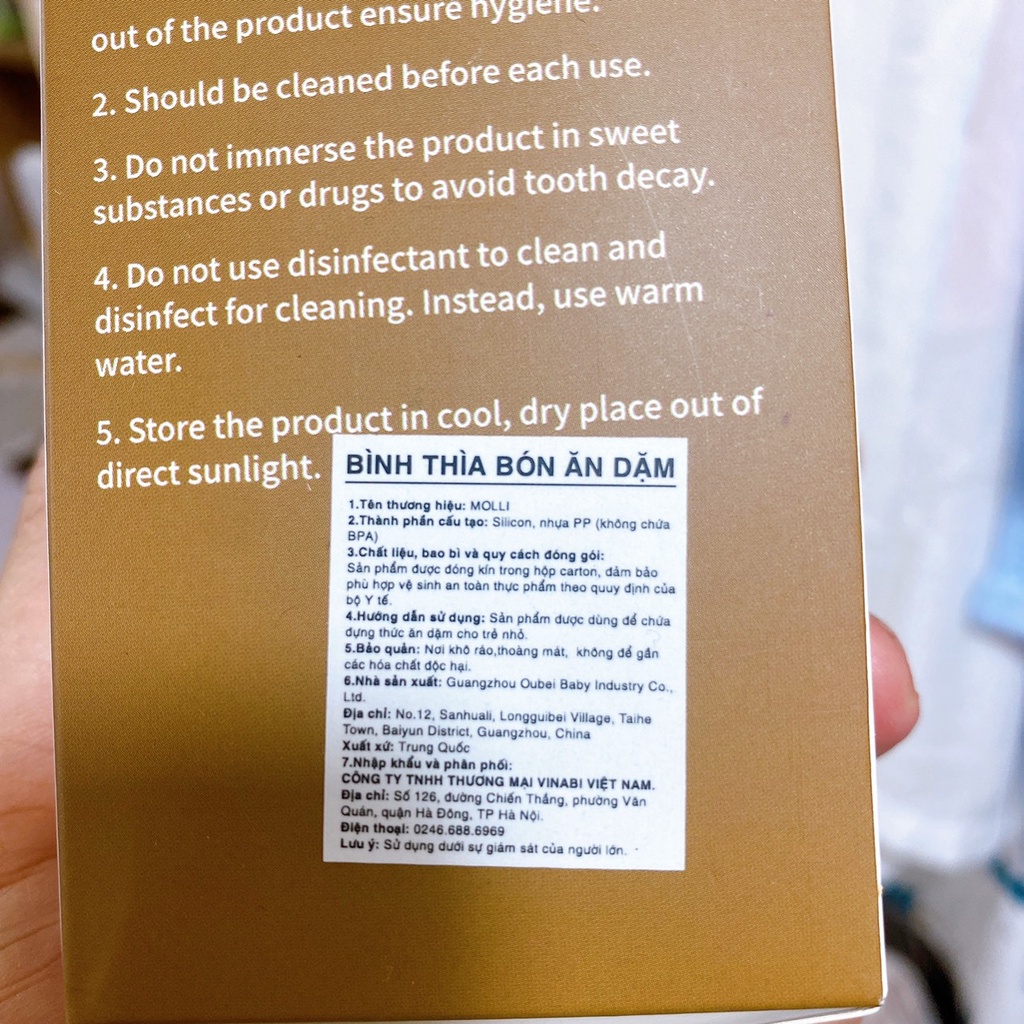 out of the product ensure hygiene.
2. Should be cleaned before each use.
3. Do not immerse the product in sweet
substances or drugs to avoid tooth decay.
4. Do not use disinfectant to clean and
disinfect for cleaning. Instead, use warm
water.
5. Store the product in cool, dry place out of
direct sunlight.
BÌNH THÌA BÓN ĂN DẶM
1.Tên thương hiệu: MOLLI
2.Thành phần cấu tạo: Silicon, nhựa PP (không chứa
BPA)
3.Chất liệu, bao bì và quy cách đóng gói:
Sản phẩm được đóng kín trong hộp carton, đảm bảo
phù hợp vệ sinh an toàn thực phẩm theo quuy định của
bộ Y tế.
4.Hướng dẫn sử dụng: Sản phẩm được dùng để chứa
đựng thức ăn dặm cho trẻ nhỏ.
5.Bảo quản: Nơi khô ráo,thoàng mát, không để gần
các hóa chất độc hại.
6.Nhà sản xuất: Guangzhou Oubei Baby Industry Co.,
Ltd.
Địa chỉ: No.12, Sanhuali, Longguibei Village, Taihe
Town, Baiyun District, Guangzhou, China
Xuất xứ: Trung Quốc
7.Nhập khẩu và phân phối:
CÔNG TY TNHH THƯƠNG MẠI VINABI VIỆT NAM.
Địa chỉ: Số 126, đường Chiến Thắng, phường Văn
Quán, quận Hà Đông, TP Hà Nội.
Điện thoại: 0246.688.6969
Lưu ý: Sử dụng dưới sự giám sát của người lớn.